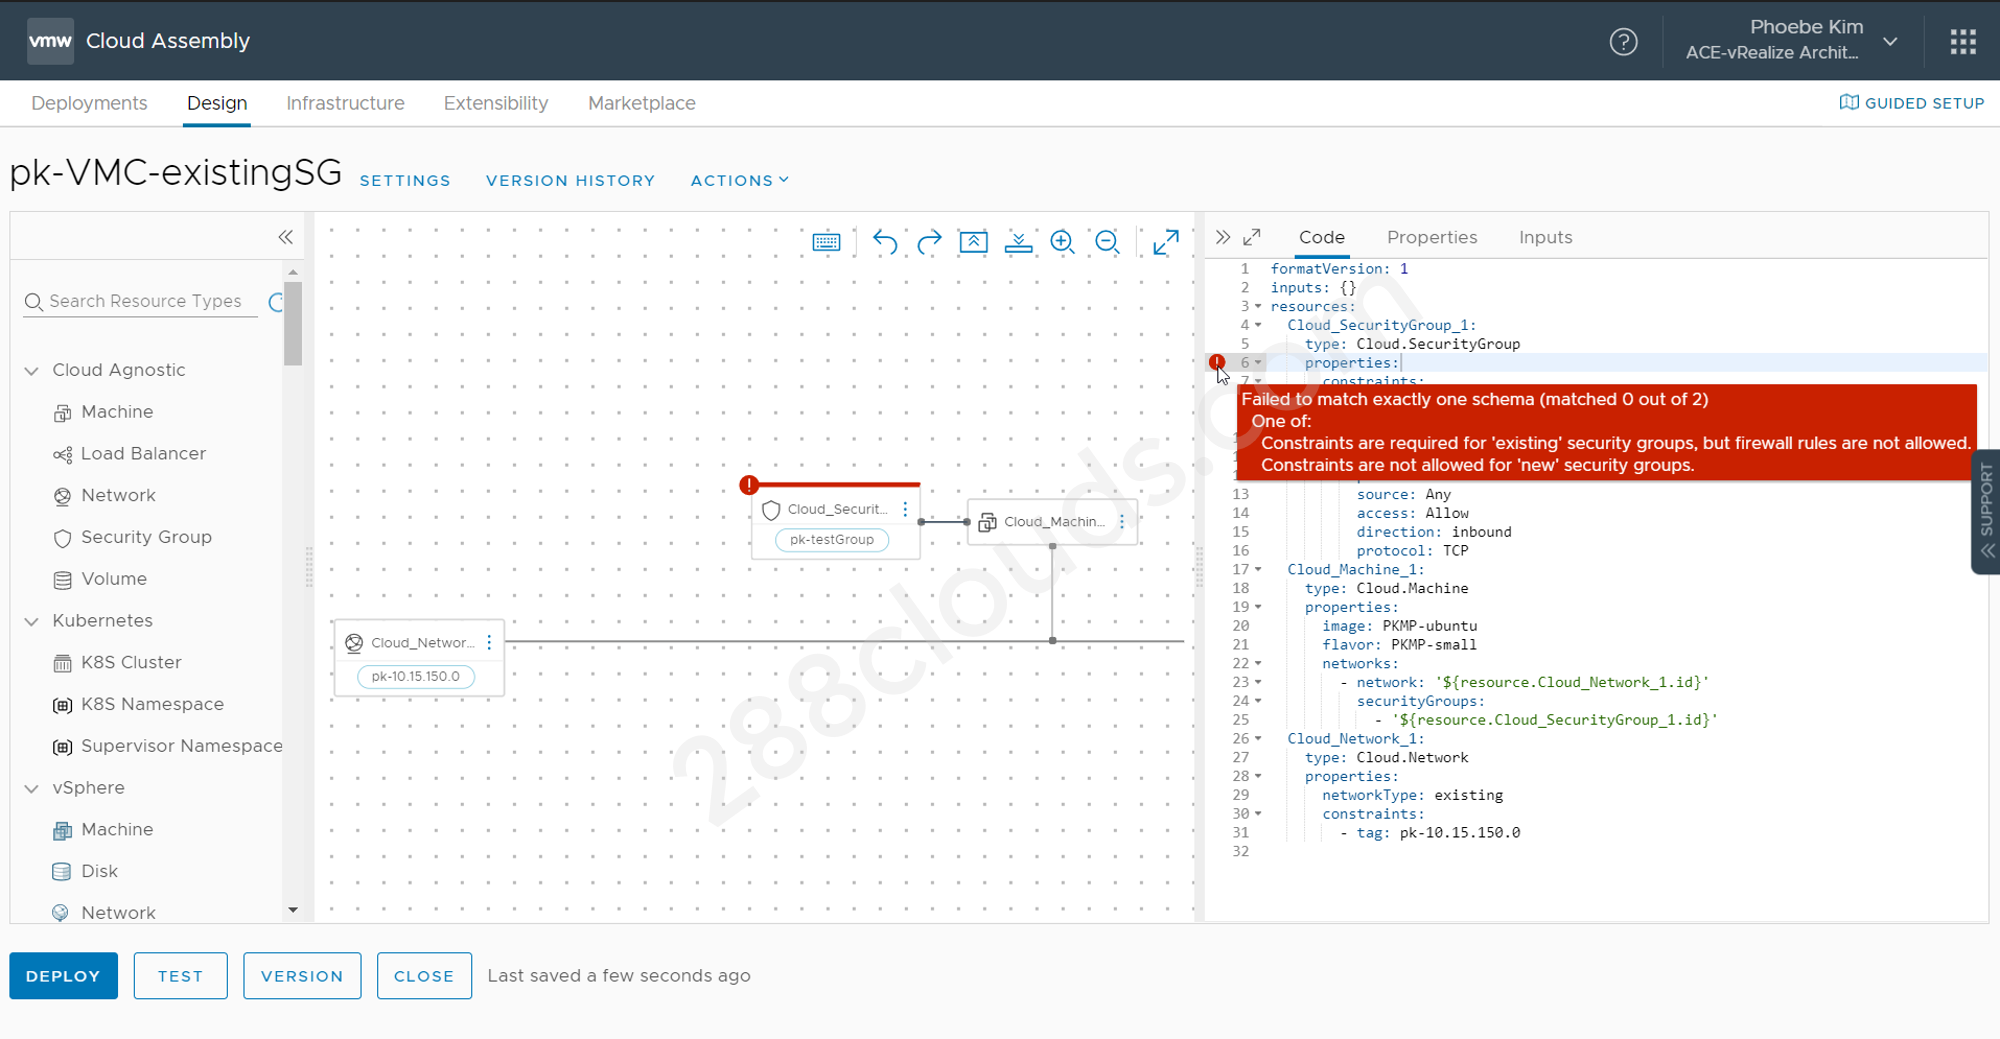 vmw Cloud Assembly
Phoebe Kim
ACE-vRealize Archit...
Deployments Design Infrastructure Extensibility Marketplace
GUIDED SETUP
pk-VMC-existingSG SETTINGS VERSION HISTORY ACTIONS
Search Resource Types
Cloud Agnostic
Machine
Load Balancer
Network
Security Group
Volume
Kubernetes
K8S Cluster
K8S Namespace
Supervisor Namespace
vSphere
Machine
Disk
Network
Cloud_Securit...
pk-testGroup
Cloud_Machin...
Cloud_Networ...
pk-10.15.150.0
288clouds.com
Code Properties Inputs
1 formatVersion: 1
2 inputs: {}
3 resources:
4 Cloud_SecurityGroup_1:
5 type: Cloud.SecurityGroup
6 properties:
7 constraints:
Failed to match exactly one schema (matched 0 out of 2)
One of:
Constraints are required for 'existing' security groups, but firewall rules are not allowed.
Constraints are not allowed for 'new' security groups.
13 source: Any
14 access: Allow
15 direction: inbound
16 protocol: TCP
17 Cloud_Machine_1:
18 type: Cloud.Machine
19 properties:
20 image: PKMP-ubuntu
21 flavor: PKMP-small
22 networks:
23 - network: '${resource.Cloud_Network_1.id}'
24 securityGroups:
25 - '${resource.Cloud_SecurityGroup_1.id}'
26 Cloud_Network_1:
27 type: Cloud.Network
28 properties:
29 networkType: existing
30 constraints:
31 - tag: pk-10.15.150.0
32
SUPPORT
DEPLOY TEST VERSION CLOSE Last saved a few seconds ago